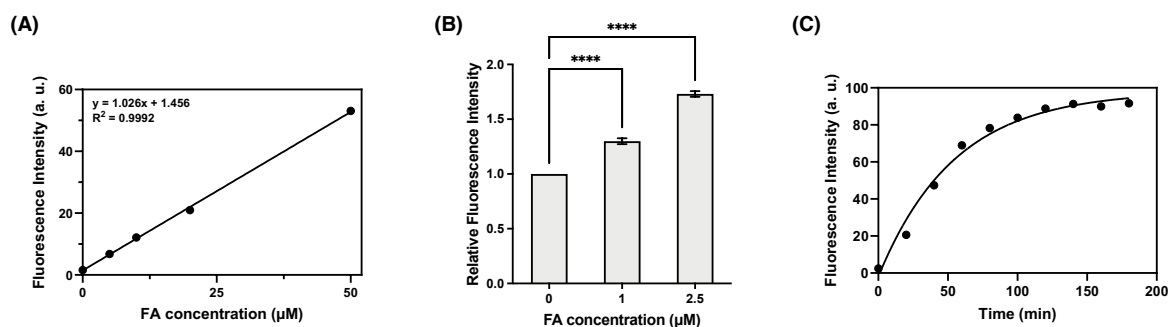 (A)
Fluorescence Intensity (a. u.)
60
40
20
0
y = 1.026x + 1.456
R² = 0.9992
0
25
50
FA concentration (µM)
(B)
Relative Fluorescence Intensity
2.0
1.5
1.0
0.5
0.0
****
****
0
1
2.5
FA concentration (µM)
(C)
Fluorescence Intensity (a. u.)
100
80
60
40
20
0
0
50
100
150
200
Time (min)